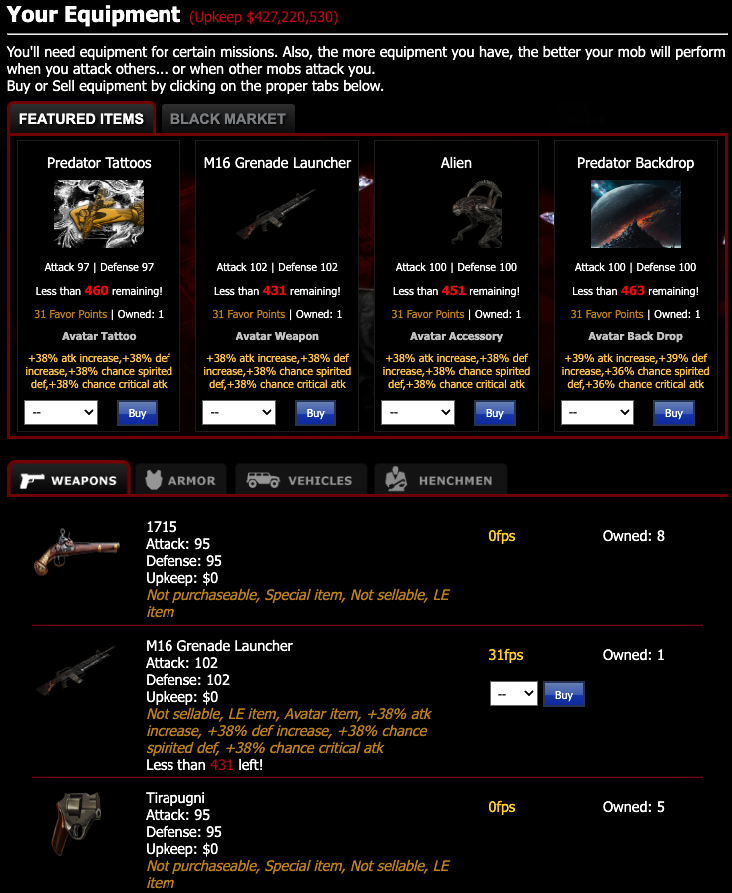 Your Equipment (Upkeep $427,220,530)
You'll need equipment for certain missions. Also, the more equipment you have, the better your mob will perform
when you attack others... or when other mobs attack you.
Buy or Sell equipment by clicking on the proper tabs below.
FEATURED ITEMS BLACK MARKET
Predator Tattoos
Attack 97 | Defense 97
Less than 460 remaining!
31 Favor Points | Owned: 1
Avatar Tattoo
+38% atk increase,+38% def
increase,+38% chance spirited
def,+38% chance critical atk
-- Buy
M16 Grenade Launcher
Attack 102 | Defense 102
Less than 431 remaining!
31 Favor Points | Owned: 1
Avatar Weapon
+38% atk increase,+38% def
increase,+38% chance spirited
def,+38% chance critical atk
-- Buy
Alien
Attack 100 | Defense 100
Less than 451 remaining!
31 Favor Points | Owned: 1
Avatar Accessory
+38% atk increase,+38% def
increase,+38% chance spirited
def,+38% chance critical atk
-- Buy
Predator Backdrop
Attack 100 | Defense 100
Less than 463 remaining!
31 Favor Points | Owned: 1
Avatar Back Drop
+39% atk increase,+39% def
increase,+36% chance spirited
def,+36% chance critical atk
-- Buy
WEAPONS ARMOR VEHICLES HENCHMEN
1715
Attack: 95
Defense: 95
Upkeep: $0
Not purchaseable, Special item, Not sellable, LE
item
0fps Owned: 8
M16 Grenade Launcher
Attack: 102
Defense: 102
Upkeep: $0
Not sellable, LE item, Avatar item, +38% atk
increase, +38% def increase, +38% chance
spirited def, +38% chance critical atk
Less than 431 left!
31fps Owned: 1
-- Buy
Tirapugni
Attack: 95
Defense: 95
Upkeep: $0
Not purchaseable, Special item, Not sellable, LE
item
0fps Owned: 5